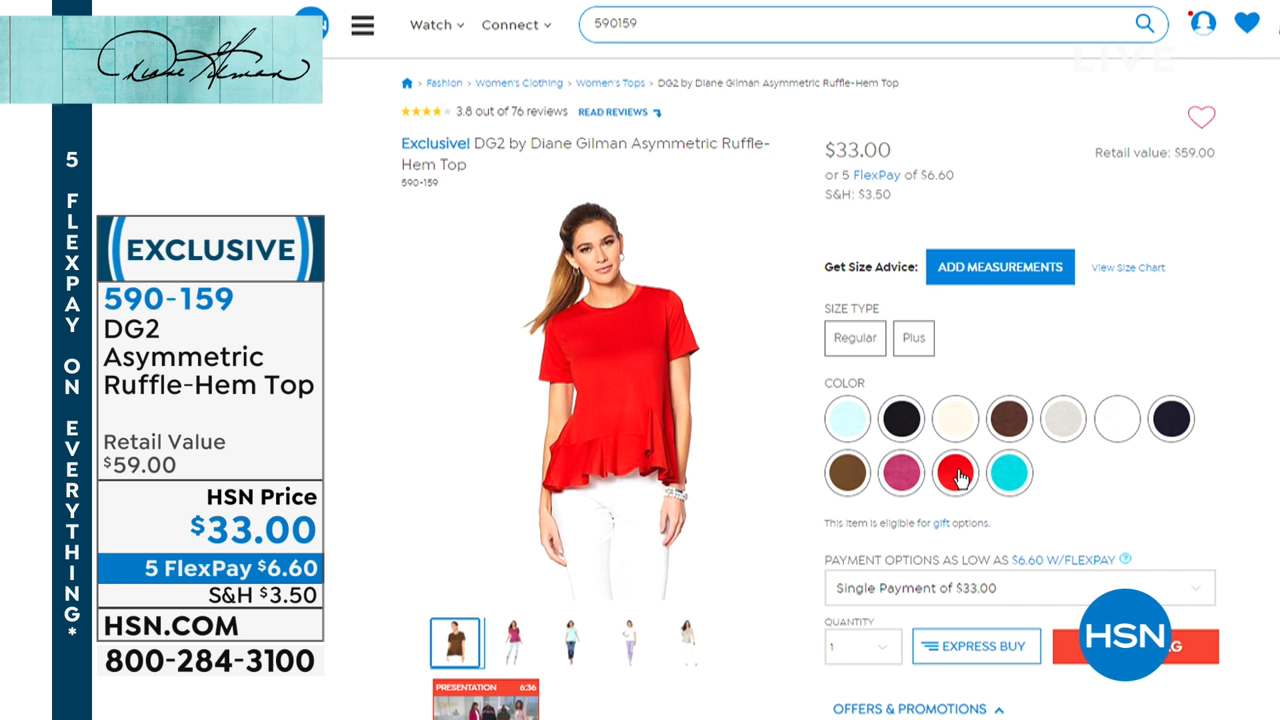 Diane Gilman
5 FLEXPAY ON EVERYTHING*
EXCLUSIVE
590-159
DG2
Asymmetric
Ruffle-Hem Top
Retail Value
$59.00
HSN Price
$33.00
5 FlexPay $6.60
S&H $3.50
HSN.COM
800-284-3100
Watch
Connect
590159
LIVE
Fashion > Women's Clothing > Women's Tops > DG2 by Diane Gilman Asymmetric Ruffle-Hem Top
3.8 out of 76 reviews READ REVIEWS
Exclusive! DG2 by Diane Gilman Asymmetric Ruffle-
Hem Top
590-159
$33.00
Retail value: $59.00
or 5 FlexPay of $6.60
S&H: $3.50
Get Size Advice: ADD MEASUREMENTS View Size Chart
SIZE TYPE
Regular Plus
COLOR
This item is eligible for gift options.
PAYMENT OPTIONS AS LOW AS $6.60 W/FLEXPAY ?
Single Payment of $33.00
QUANTITY
1
EXPRESS BUY
HSN
OFFERS & PROMOTIONS
PRESENTATION 6:36